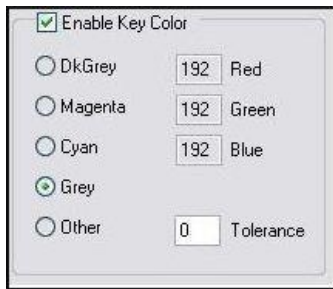 Enable Key Color
DkGrey 192 Red
Magenta 192 Green
Cyan 192 Blue
Grey
Other 0 Tolerance